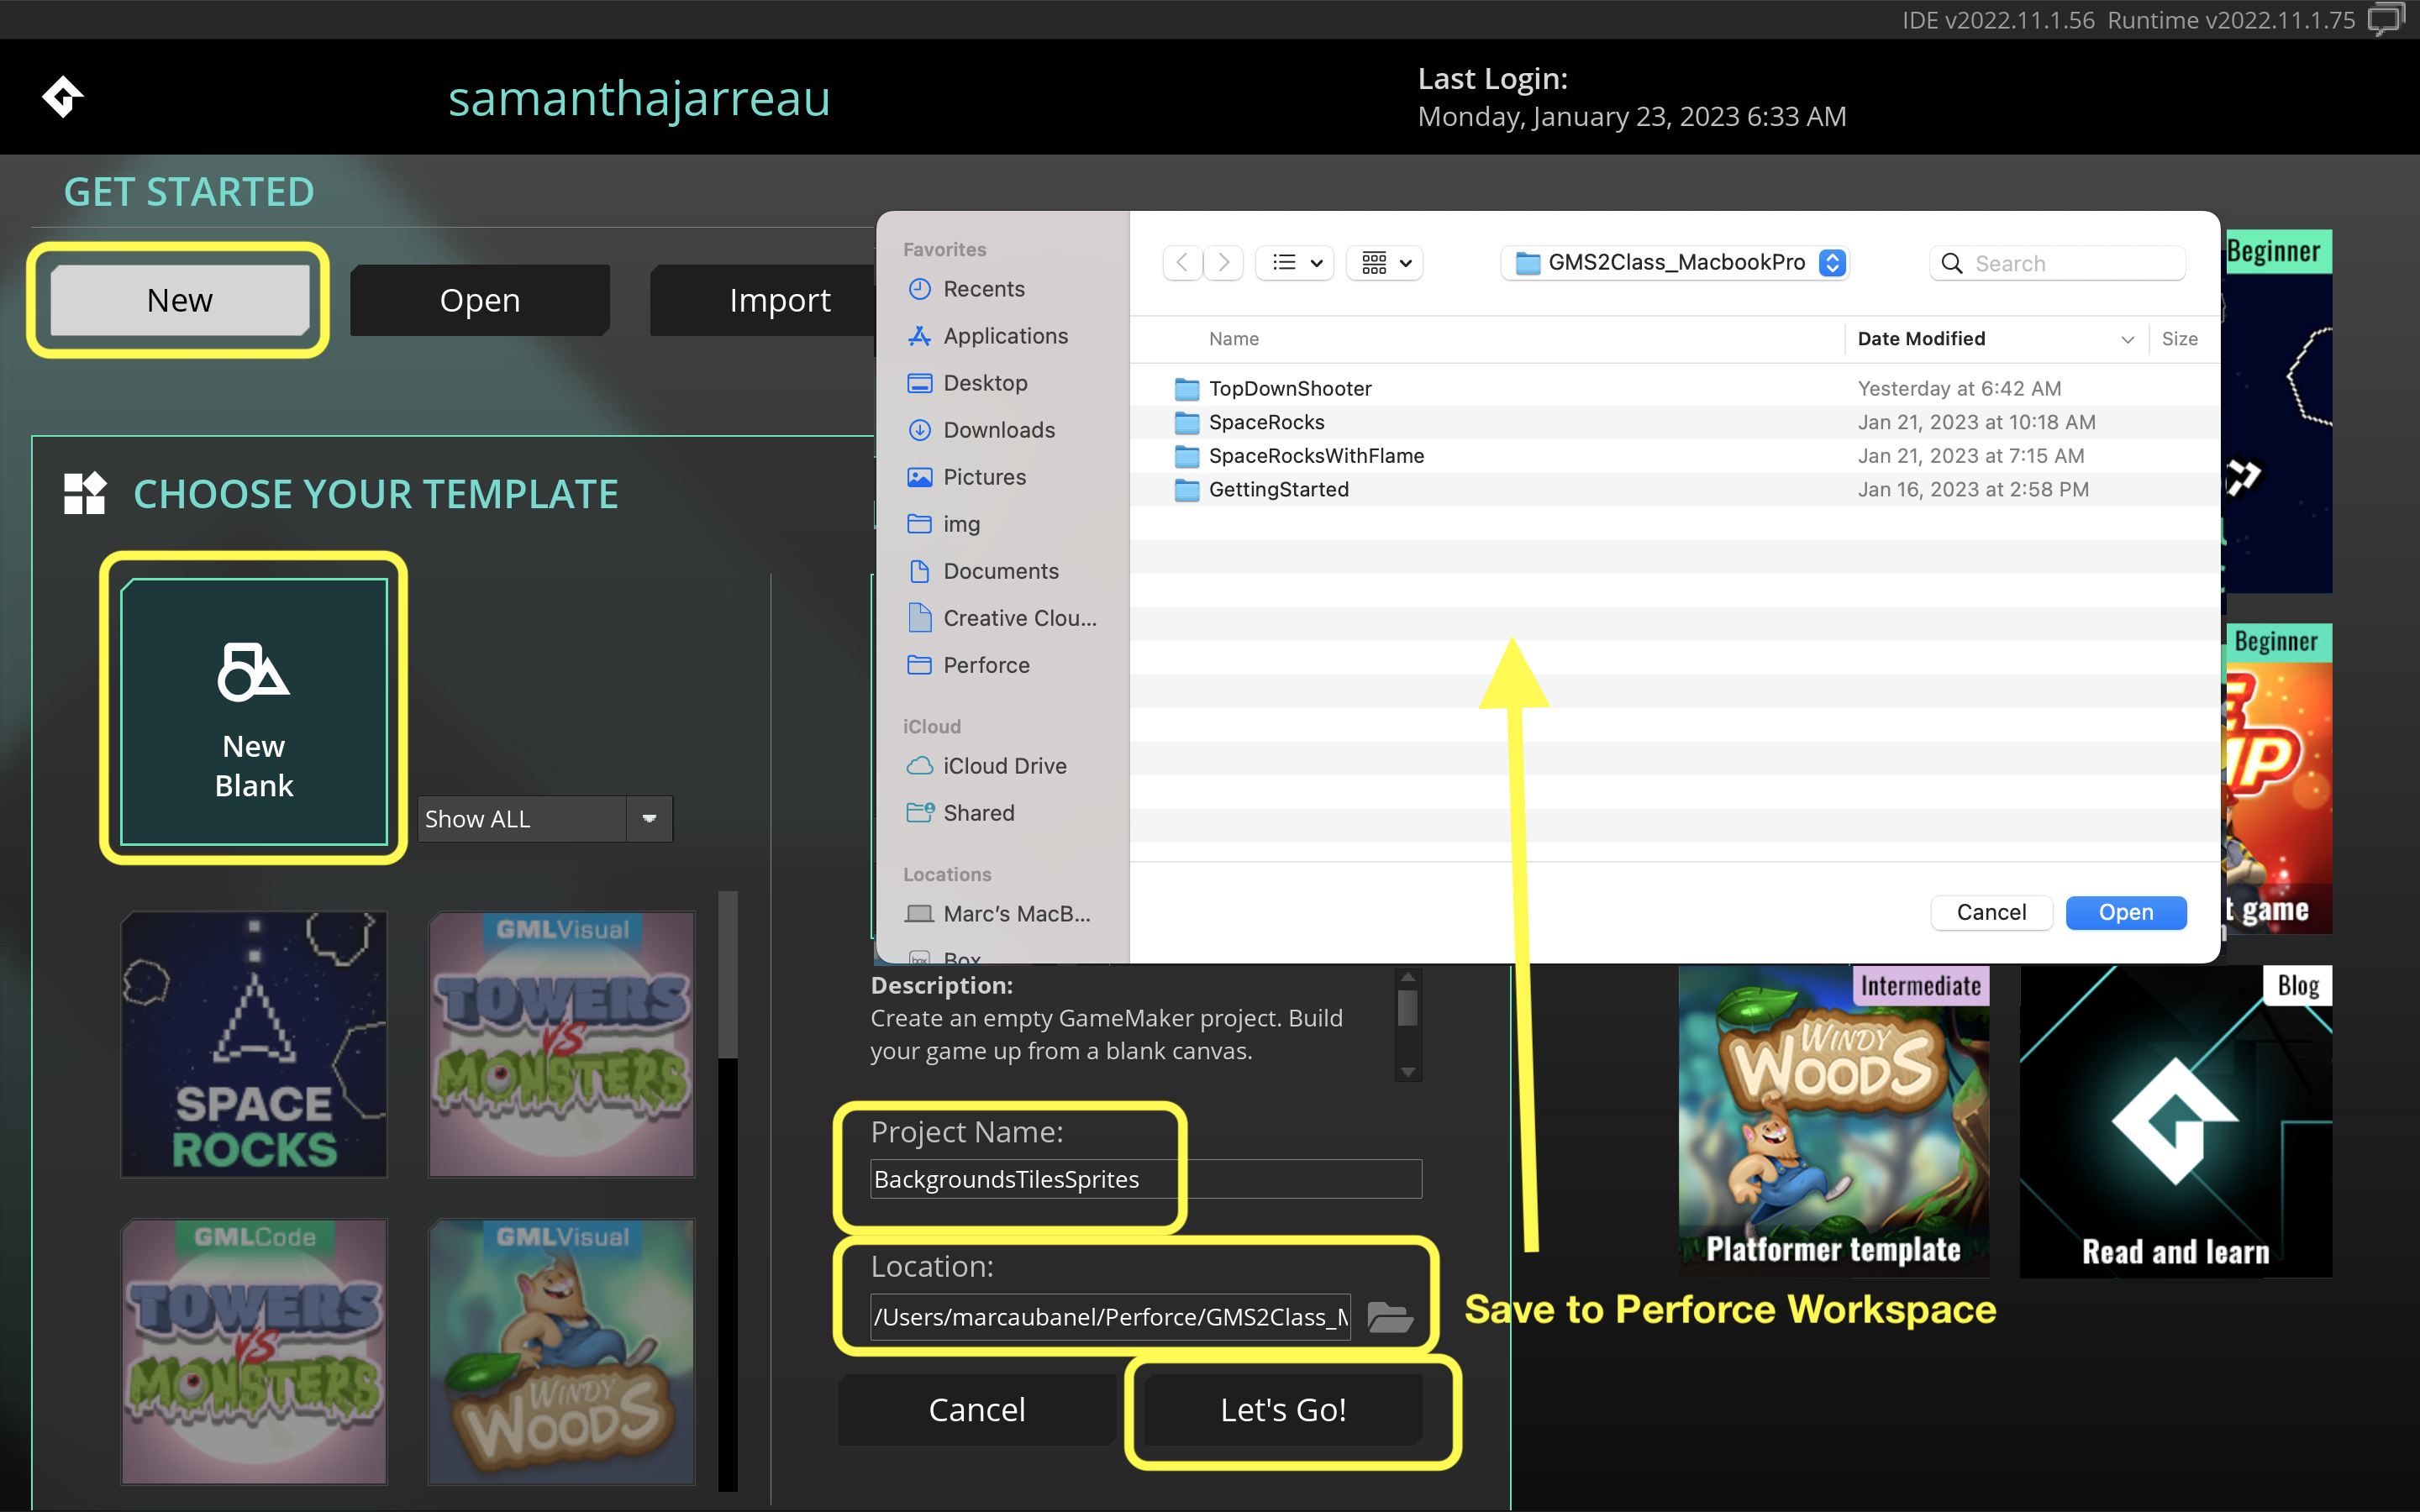 IDE v2022.11.1.56 Runtime v2022.11.1.75
samanthajarreau
Last Login:
Monday, January 23, 2023 6:33 AM
GET STARTED
New
Open
Import
CHOOSE YOUR TEMPLATE
New
Blank
Show ALL
SPACE
ROCKS
GMLVisual
TOWERS
VS
MONSTERS
GMLCode
TOWERS
VS
MONSTERS
GMLVisual
WINDY
WOODS
Favorites
Recents
Applications
Desktop
Downloads
Pictures
img
Documents
Creative Clou...
Perforce
iCloud
iCloud Drive
Shared
Locations
Marc's MacB...
Box
GMS2Class_MacbookPro
Search
Name
Date Modified
Size
TopDownShooter
Yesterday at 6:42 AM
SpaceRocks
Jan 21, 2023 at 10:18 AM
SpaceRocksWithFlame
Jan 21, 2023 at 7:15 AM
GettingStarted
Jan 16, 2023 at 2:58 PM
Cancel
Open
Beginner
Beginner
t game
Description:
Create an empty GameMaker project. Build
your game up from a blank canvas.
Project Name:
BackgroundsTilesSprites
Location:
/Users/marcaubanel/Perforce/GMS2Class_M
Cancel
Let's Go!
Save to Perforce Workspace
Intermediate
WINDY
WOODS
Platformer template
Blog
Read and learn